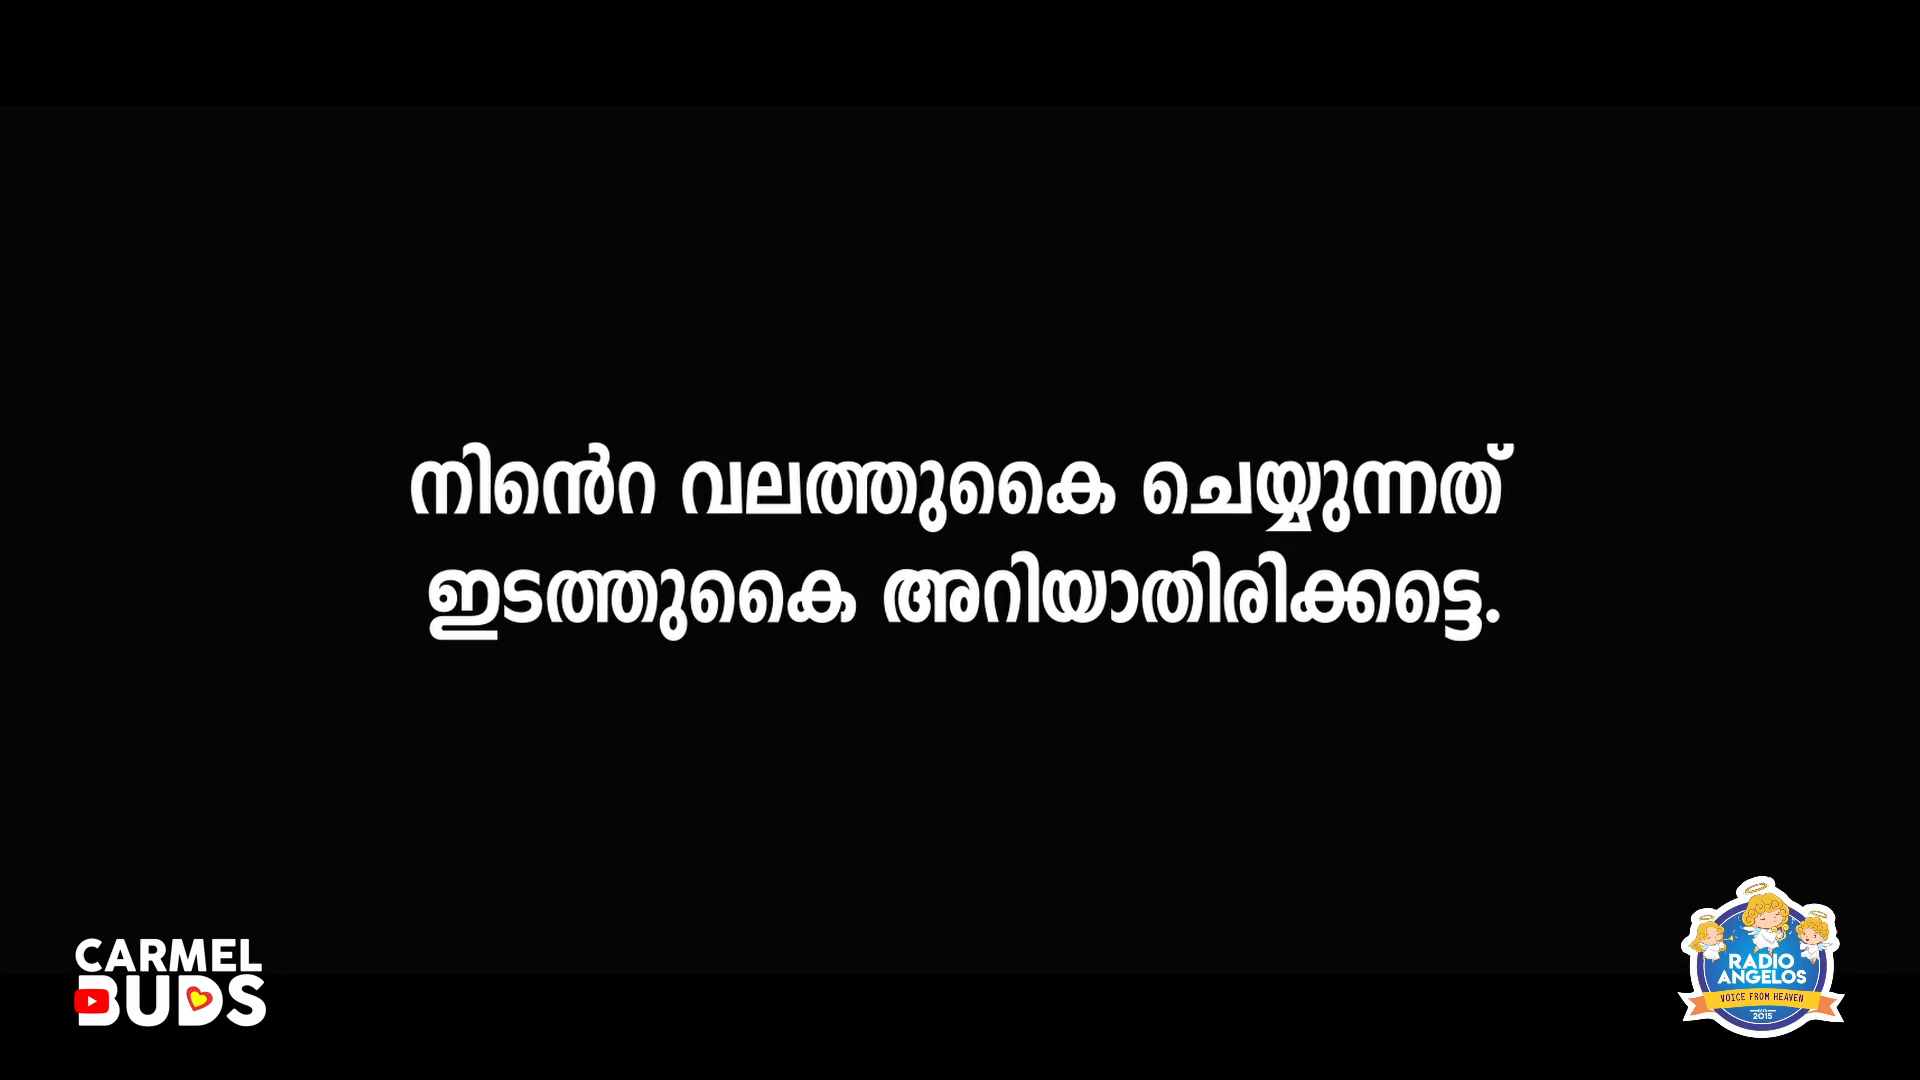 നിൻെറ വലത്തുകൈ ചെയ്യുന്നത്
ഇടത്തുകൈ അറിയാതിരിക്കട്ടെ.
CARMEL
BUDS
RADIO
ANGELOS
VOICE FROM HEAVEN
2015